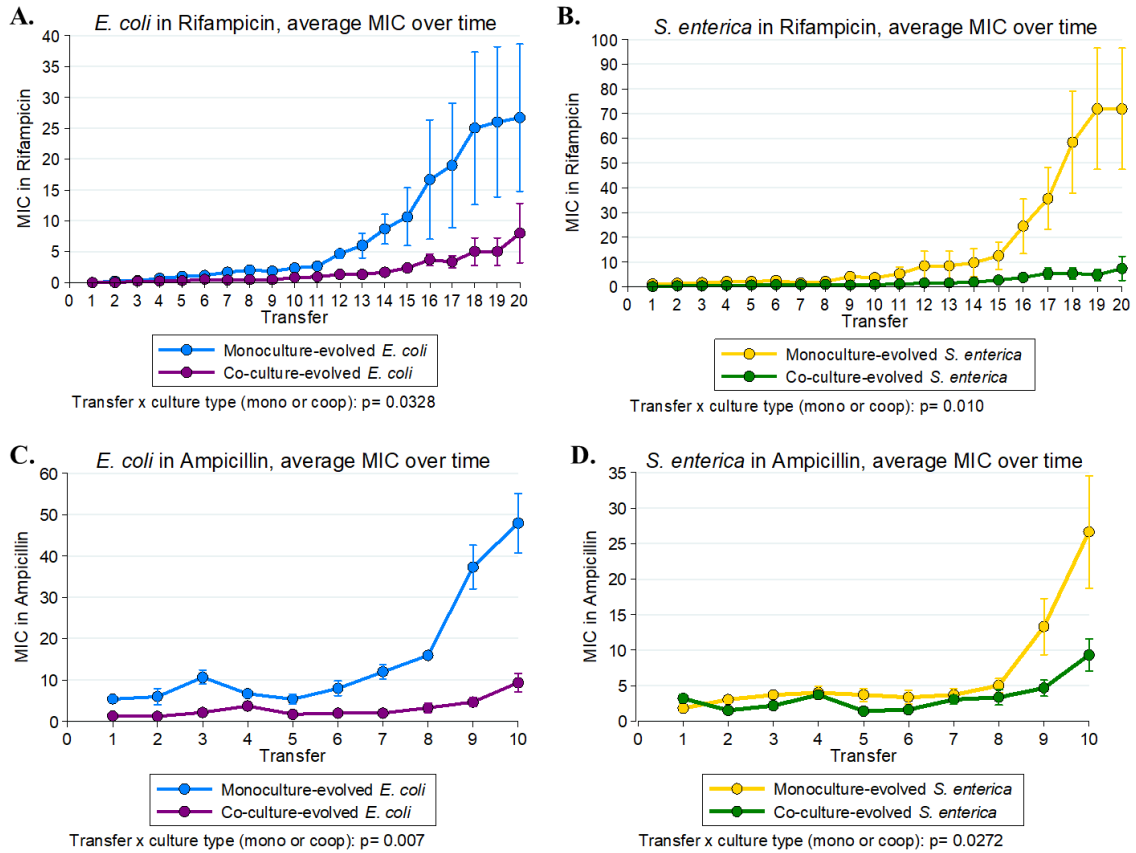 A.
E. coli in Rifampicin, average MIC over time
MIC in Rifampicin
40
35
30
25
20
15
10
5
0
0 1 2 3 4 5 6 7 8 9 10 11 12 13 14 15 16 17 18 19 20
Transfer
Monoculture-evolved E. coli
Co-culture-evolved E. coli
Transfer x culture type (mono or coop): p= 0.0328
B.
S. enterica in Rifampicin, average MIC over time
MIC in Rifampicin
100
90
80
70
60
50
40
30
20
10
0
0 1 2 3 4 5 6 7 8 9 10 11 12 13 14 15 16 17 18 19 20
Transfer
Monoculture-evolved S. enterica
Co-culture-evolved S. enterica
Transfer x culture type (mono or coop): p= 0.010
C.
E. coli in Ampicillin, average MIC over time
MIC in Ampicillin
60
50
40
30
20
10
0
0 1 2 3 4 5 6 7 8 9 10
Transfer
Monoculture-evolved E. coli
Co-culture-evolved E. coli
Transfer x culture type (mono or coop): p= 0.007
D.
S. enterica in Ampicillin, average MIC over time
MIC in Ampicillin
35
30
25
20
15
10
5
0
0 1 2 3 4 5 6 7 8 9 10
Transfer
Monoculture-evolved S. enterica
Co-culture-evolved S. enterica
Transfer x culture type (mono or coop): p= 0.0272